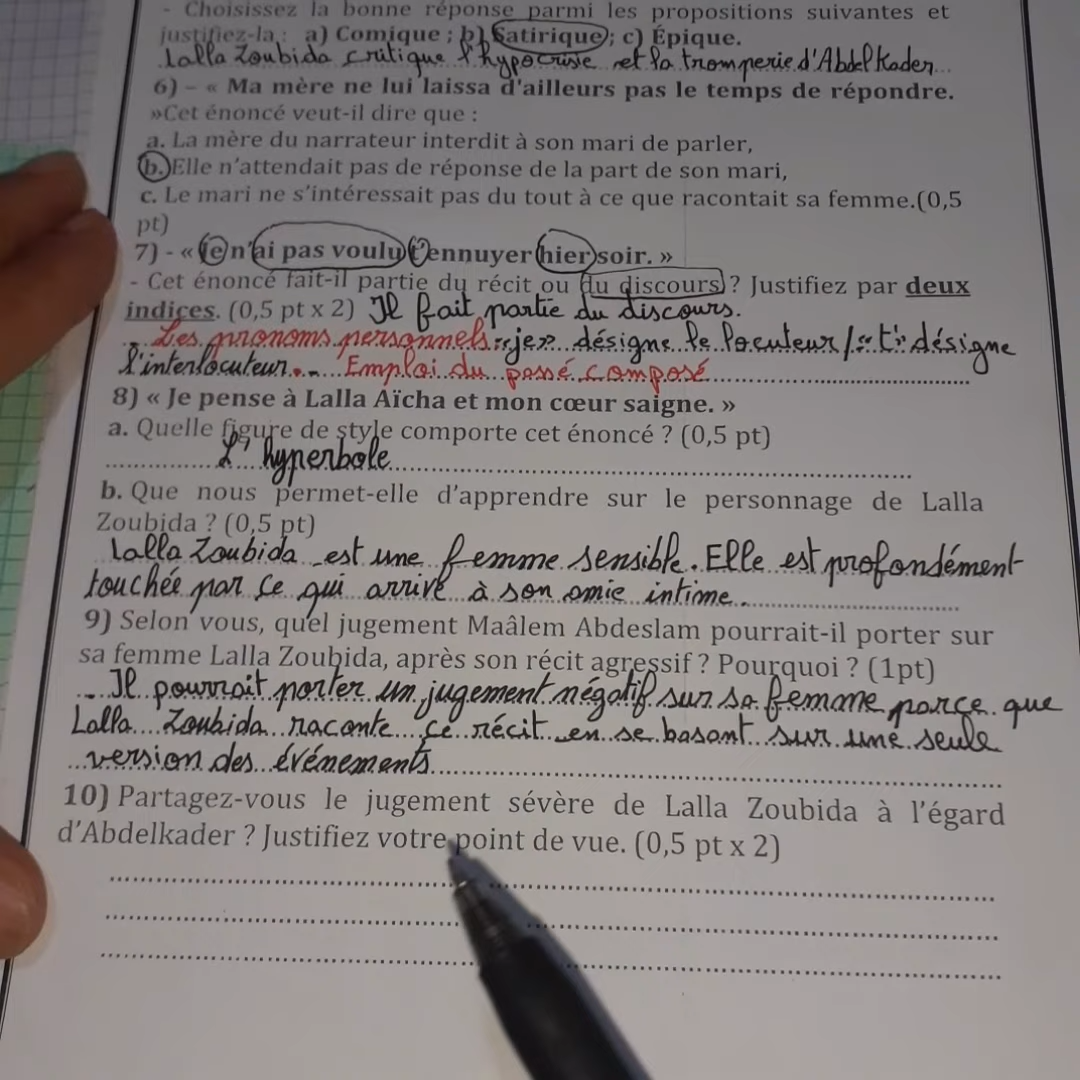 - Choisissez la bonne réponse parmi les propositions suivantes et
justifiez-la : a) Comique ; b) Satirique ; c) Épique.
Lalla Zoubida critique l'hypocrisie et la tromperie d'Abdelkader...
6) – « Ma mère ne lui laissa d'ailleurs pas le temps de répondre.
»Cet énoncé veut-il dire que :
a. La mère du narrateur interdit à son mari de parler,
b. Elle n'attendait pas de réponse de la part de son mari,
c. Le mari ne s'intéressait pas du tout à ce que racontait sa femme.(0,5
pt)
7) - « Je n'ai pas voulu t'ennuyer hier soir. »
- Cet énoncé fait-il partie du récit ou du discours ? Justifiez par deux
indices. (0,5 pt x 2) Il fait partie du discours.
- Les pronoms personnels : «je» désigne le locuteur / «t'» désigne
l'interlocuteur. - Emploi du passé composé
8) « Je pense à Lalla Aïcha et mon cœur saigne. »
a. Quelle figure de style comporte cet énoncé ? (0,5 pt)
L'hyperbole
b. Que nous permet-elle d'apprendre sur le personnage de Lalla
Zoubida ? (0,5 pt)
Lalla Zoubida est une femme sensible. Elle est profondément
touchée par ce qui arrive à son amie intime.
9) Selon vous, quel jugement Maâlem Abdeslam pourrait-il porter sur
sa femme Lalla Zoubida, après son récit agressif ? Pourquoi ? (1pt)
- Il pourrait porter un jugement négatif sur sa femme parce que
Lalla Zoubida raconte ce récit en se basant sur une seule
version des événements.
10) Partagez-vous le jugement sévère de Lalla Zoubida à l'égard
d'Abdelkader ? Justifiez votre point de vue. (0,5 pt x 2)